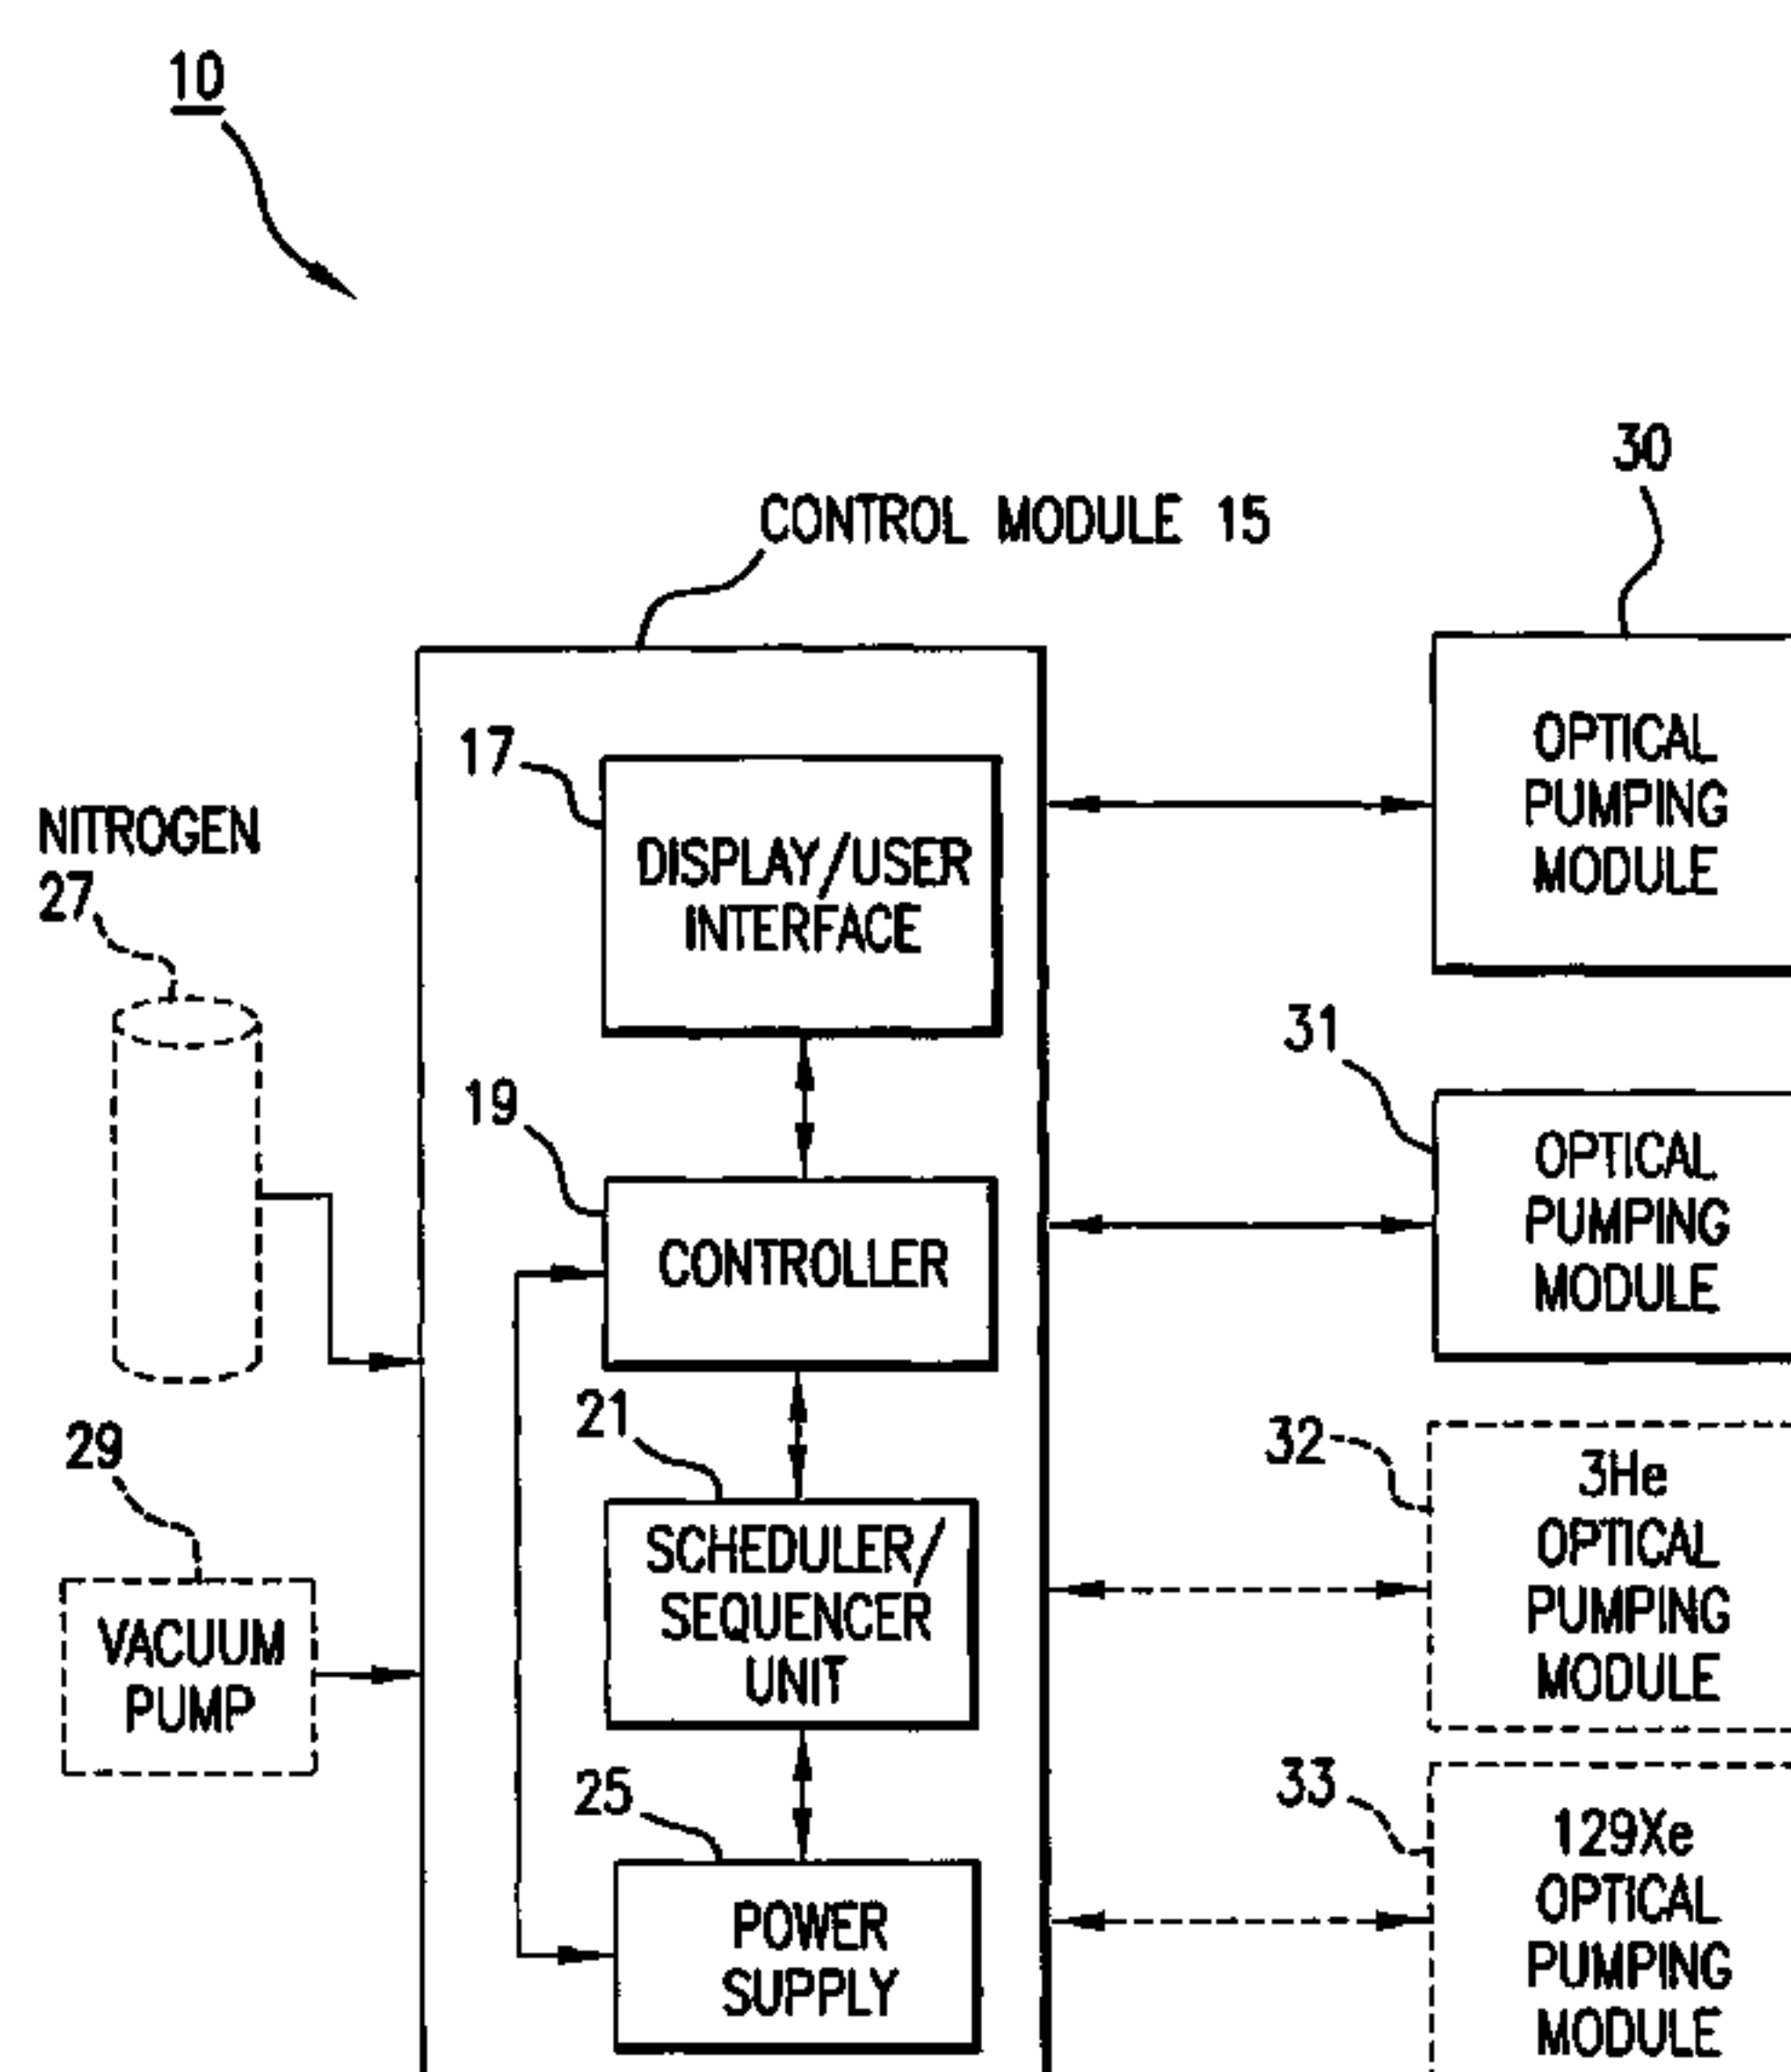 10
30
CONTROL MODULE 15
17
OPTICAL
PUMPING
MODULE
NITROGEN
27
DISPLAY/USER
INTERFACE
31
19
OPTICAL
PUMPING
MODULE
CONTROLLER
21
29
32
3He
OPTICAL
PUMPING
MODULE
SCHEDULER/
SEQUENCER
UNIT
VACUUM
PUMP
25
33
129Xe
OPTICAL
PUMPING
MODULE
POWER
SUPPLY